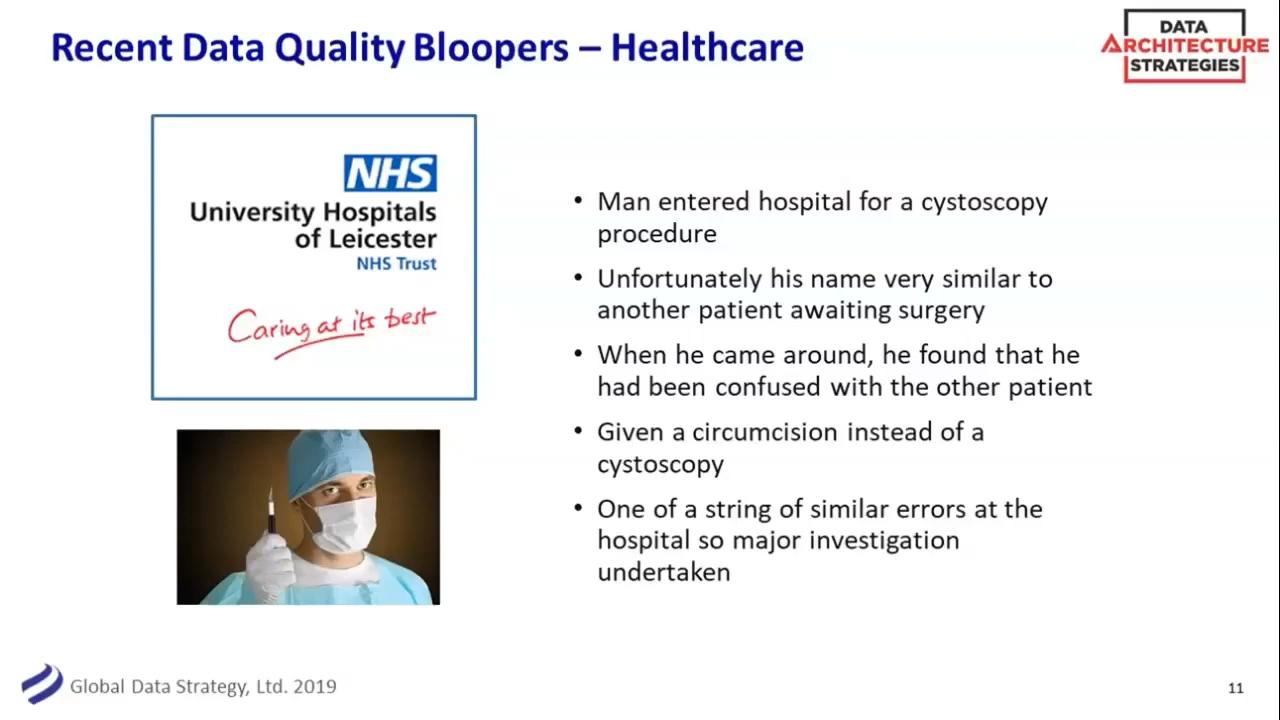 Recent Data Quality Bloopers – Healthcare
DATA
ARCHITECTURE
STRATEGIES
NHS
University Hospitals
of Leicester
NHS Trust
Caring at its best
• Man entered hospital for a cystoscopy
procedure
• Unfortunately his name very similar to
another patient awaiting surgery
• When he came around, he found that he
had been confused with the other patient
• Given a circumcision instead of a
cystoscopy
• One of a string of similar errors at the
hospital so major investigation
undertaken
Global Data Strategy, Ltd. 2019
11